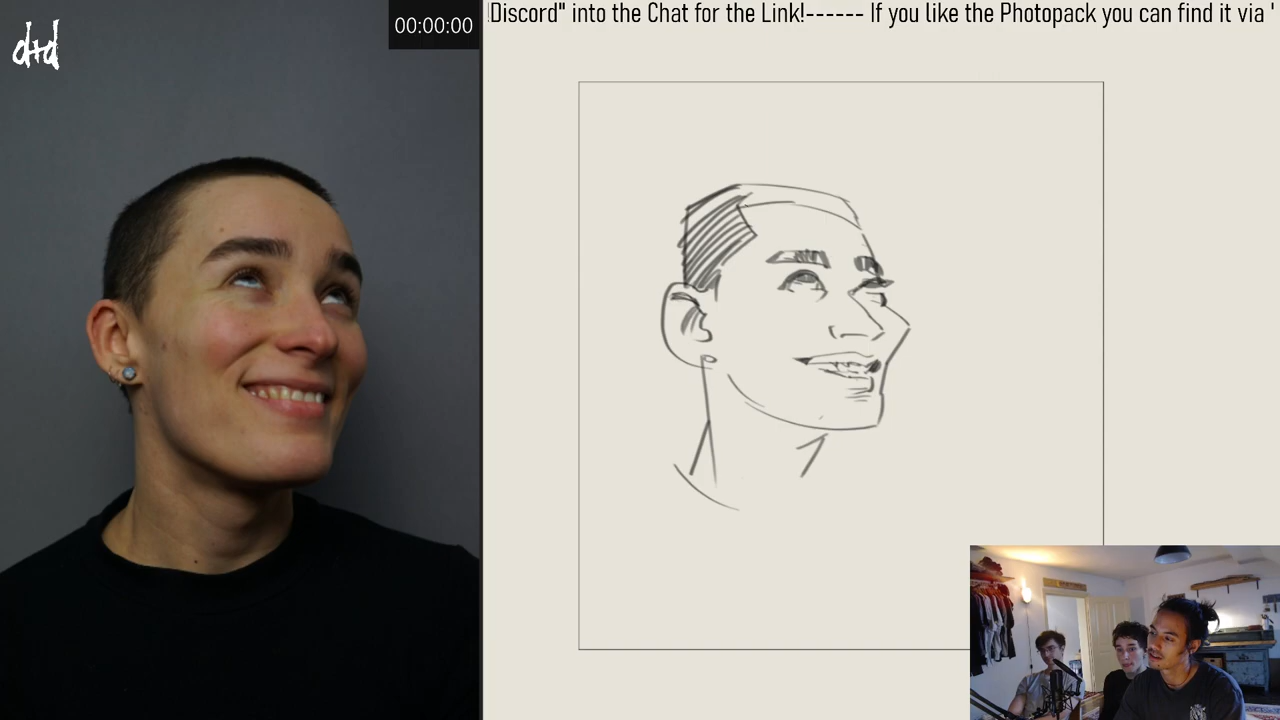 !Discord" into the Chat for the Link!------ If you like the Photopack you can find it via '
d+d
00:00:00